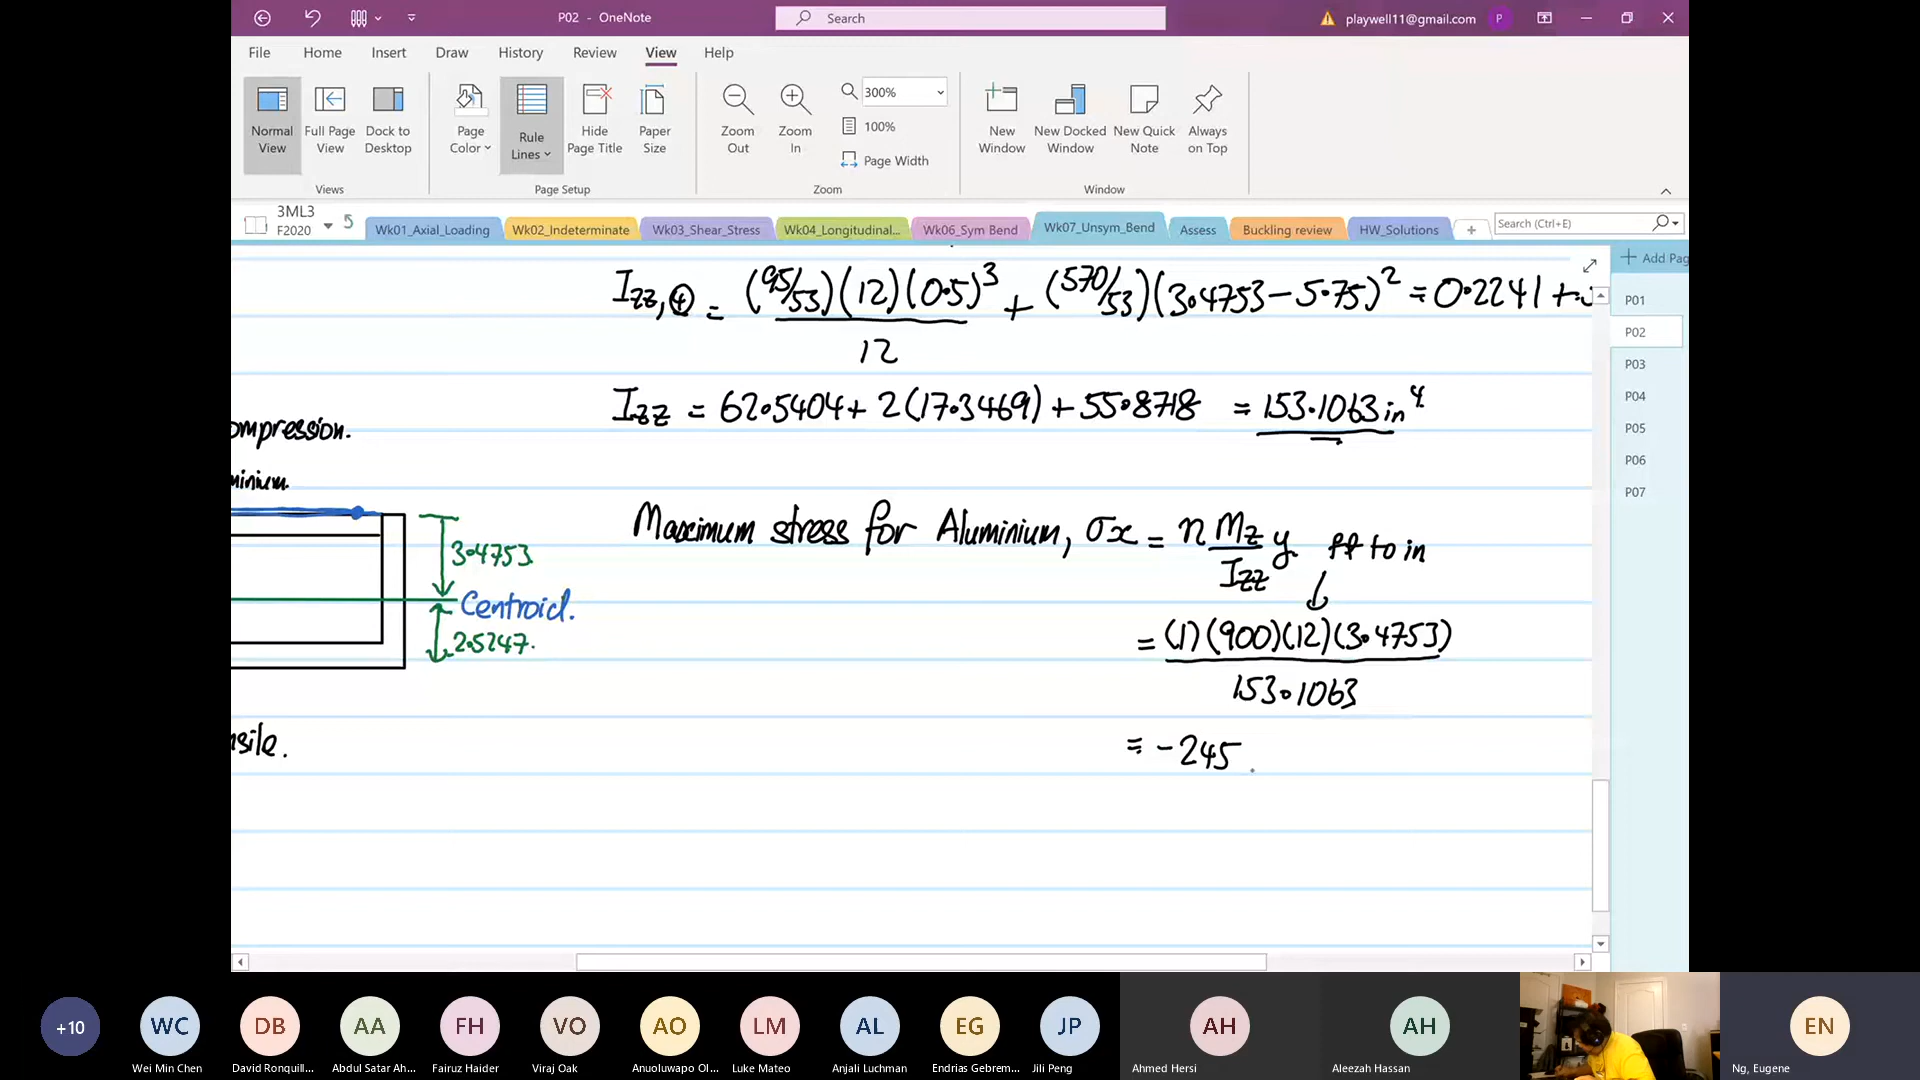 P02 - OneNote
Search
playwell11@gmail.com
P
File Home Insert Draw History Review View Help
Normal View
Full Page View
Dock to Desktop
Page Color
Rule Lines
Hide Page Title
Paper Size
Zoom Out
Zoom In
300%
100%
Page Width
New Window
New Docked Window
New Quick Note
Always on Top
Views
Page Setup
Zoom
Window
3ML3
F2020
Wk01_Axial_Loading
Wk02_Indeterminate
Wk03_Shear_Stress
Wk04_Longitudinal...
Wk06_Sym Bend
Wk07_Unsym_Bend
Assess
Buckling review
HW_Solutions
+
Search (Ctrl+E)
+ Add Pag
P01
P02
P03
P04
P05
P06
P07
Izz,④ = (95/53)(12)(0.5)³/12 + (570/53)(3.4753-5.75)² = 0.2241 +
Izz = 62.5404 + 2(17.3469) + 55.8718 = 153.1063 in⁴
ompression.
minium.
3.4753
Centroid.
2.5247.
nsile.
Maximum stress for Aluminium, σx = n Mz/Izz y.
ft to in
= (1)(900)(12)(3.4753)
153.1063
= -245
+10
WC
DB
AA
FH
VO
AO
LM
AL
EG
JP
AH
AH
EN
Wei Min Chen
David Ronquill...
Abdul Satar Ah...
Fairuz Haider
Viraj Oak
Anuoluwapo Ol...
Luke Mateo
Anjali Luchman
Endrias Gebrem...
Jili Peng
Ahmed Hersi
Aleezah Hassan
Ng, Eugene